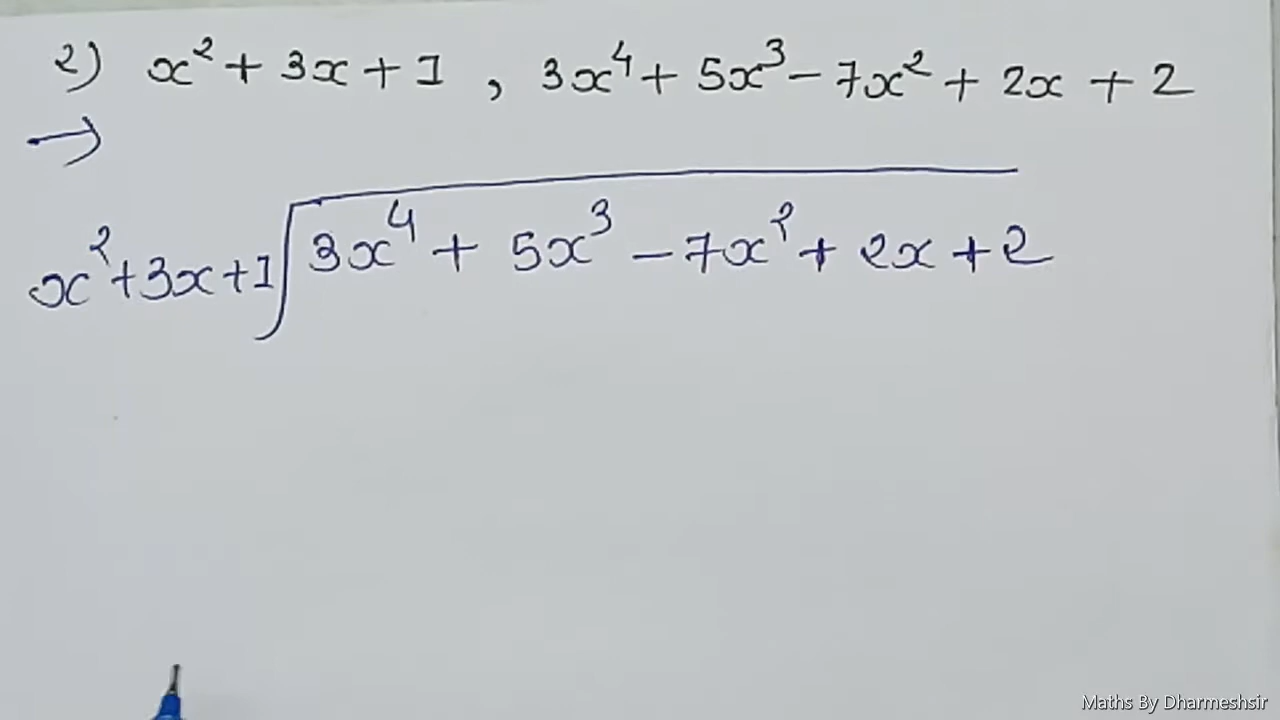 2) x² + 3x + 1 , 3x⁴ + 5x³ - 7x² + 2x + 2
→
x² + 3x + 1 ) 3x⁴ + 5x³ - 7x² + 2x + 2
Maths By Dharmeshsir